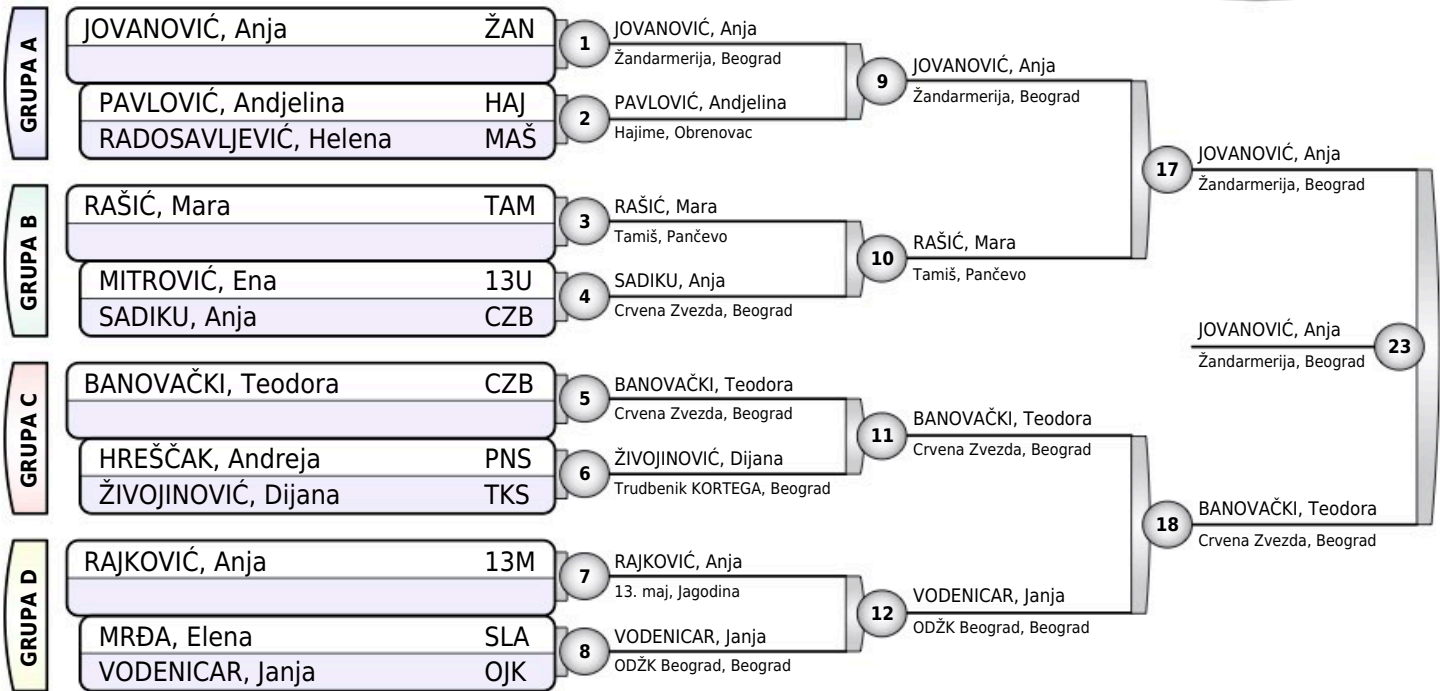 GRUPA A
JOVANOVIĆ, Anja ŽAN
PAVLOVIĆ, Andjelina HAJ
RADOSAVLJEVIĆ, Helena MAŠ
1
JOVANOVIĆ, Anja
Žandarmerija, Beograd
2
PAVLOVIĆ, Andjelina
Hajime, Obrenovac
9
JOVANOVIĆ, Anja
Žandarmerija, Beograd
GRUPA B
RAŠIĆ, Mara TAM
MITROVIĆ, Ena 13U
SADIKU, Anja CZB
3
RAŠIĆ, Mara
Tamiš, Pančevo
4
SADIKU, Anja
Crvena Zvezda, Beograd
10
RAŠIĆ, Mara
Tamiš, Pančevo
17
JOVANOVIĆ, Anja
Žandarmerija, Beograd
GRUPA C
BANOVAČKI, Teodora CZB
HREŠČAK, Andreja PNS
ŽIVOJINOVIĆ, Dijana TKS
5
BANOVAČKI, Teodora
Crvena Zvezda, Beograd
6
ŽIVOJINOVIĆ, Dijana
Trudbenik KORTEGA, Beograd
11
BANOVAČKI, Teodora
Crvena Zvezda, Beograd
GRUPA D
RAJKOVIĆ, Anja 13M
MRĐA, Elena SLA
VODENICAR, Janja OJK
7
RAJKOVIĆ, Anja
13. maj, Jagodina
8
VODENICAR, Janja
ODŽK Beograd, Beograd
12
VODENICAR, Janja
ODŽK Beograd, Beograd
18
BANOVAČKI, Teodora
Crvena Zvezda, Beograd
JOVANOVIĆ, Anja
Žandarmerija, Beograd
23